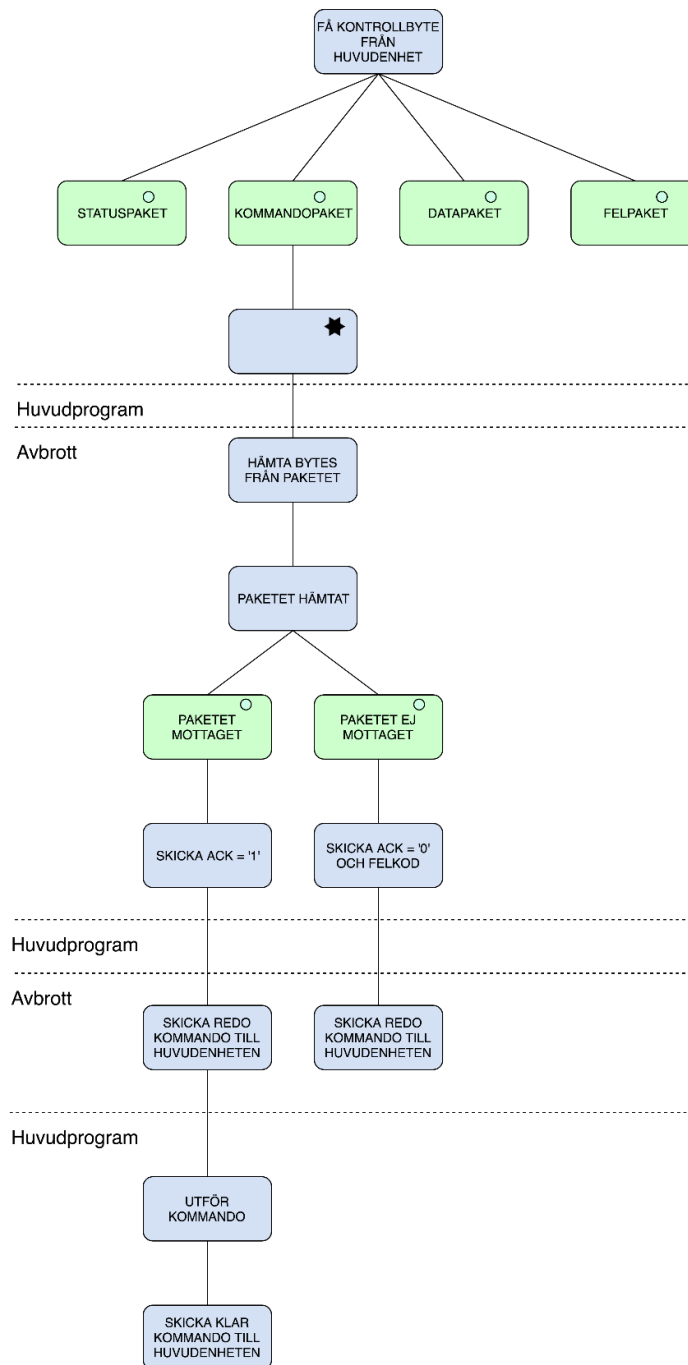 FÅ KONTROLLBYTE
FRÅN
HUVUDENHET
STATUSPAKET
KOMMANDOPAKET
DATAPAKET
FELPAKET
Huvudprogram
Avbrott
HÄMTA BYTES
FRÅN PAKETET
PAKETET HÄMTAT
PAKETET
MOTTAGET
PAKETET EJ
MOTTAGET
SKICKA ACK = '1'
SKICKA ACK = '0'
OCH FELKOD
Huvudprogram
Avbrott
SKICKA REDO
KOMMANDO TILL
HUVUDENHETEN
SKICKA REDO
KOMMANDO TILL
HUVUDENHETEN
Huvudprogram
UTFÖR
KOMMANDO
SKICKA KLAR
KOMMANDO TILL
HUVUDENHETEN